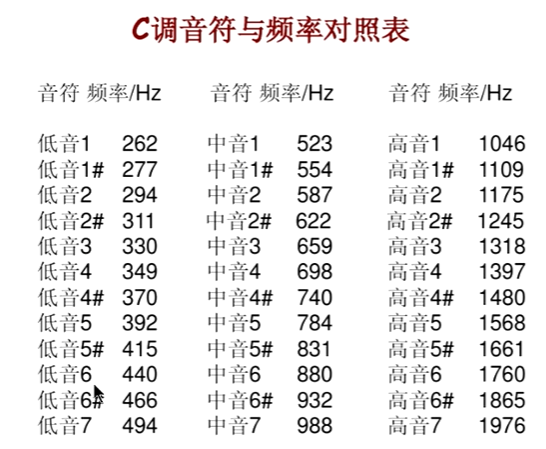 C调音符与频率对照表
音符 频率/Hz 音符 频率/Hz 音符 频率/Hz
低音1 262 中音1 523 高音1 1046
低音1# 277 中音1# 554 高音1# 1109
低音2 294 中音2 587 高音2 1175
低音2# 311 中音2# 622 高音2# 1245
低音3 330 中音3 659 高音3 1318
低音4 349 中音4 698 高音4 1397
低音4# 370 中音4# 740 高音4# 1480
低音5 392 中音5 784 高音5 1568
低音5# 415 中音5# 831 高音5# 1661
低音6 440 中音6 880 高音6 1760
低音6# 466 中音6# 932 高音6# 1865
低音7 494 中音7 988 高音7 1976